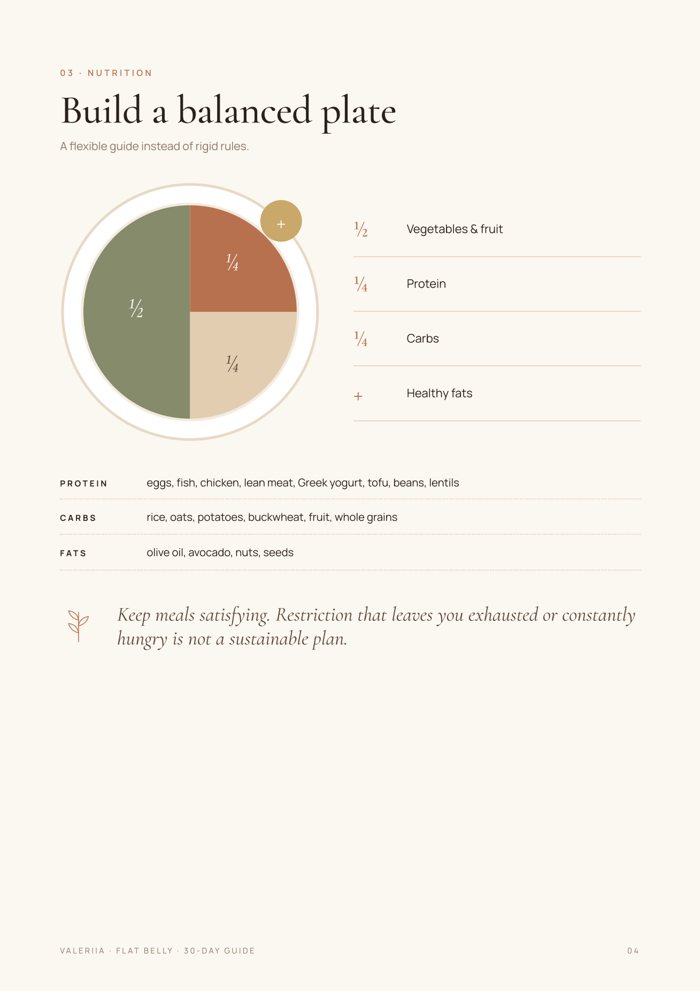 03 · NUTRITION
Build a balanced plate
A flexible guide instead of rigid rules.
+
½
¼
¼
½ Vegetables & fruit
¼ Protein
¼ Carbs
+ Healthy fats
PROTEIN eggs, fish, chicken, lean meat, Greek yogurt, tofu, beans, lentils
CARBS rice, oats, potatoes, buckwheat, fruit, whole grains
FATS olive oil, avocado, nuts, seeds
Keep meals satisfying. Restriction that leaves you exhausted or constantly
hungry is not a sustainable plan.
VALERIIA · FLAT BELLY · 30-DAY GUIDE 04